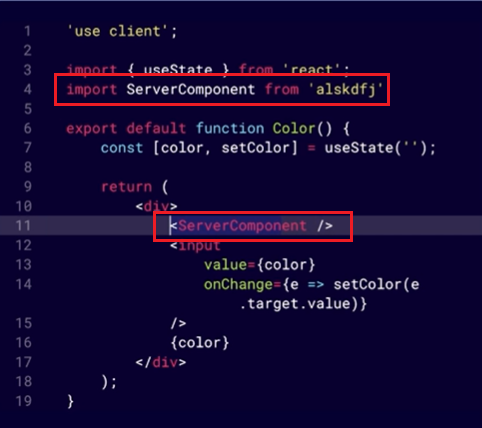 1 'use client';
2
3 import { useState } from 'react';
4 import ServerComponent from 'alskdfj'
5
6 export default function Color() {
7 const [color, setColor] = useState('');
8
9 return (
10 <div>
11 <ServerComponent />
12 <input
13 value={color}
14 onChange={e => setColor(e
.target.value)}
15 />
16 {color}
17 </div>
18 );
19 }